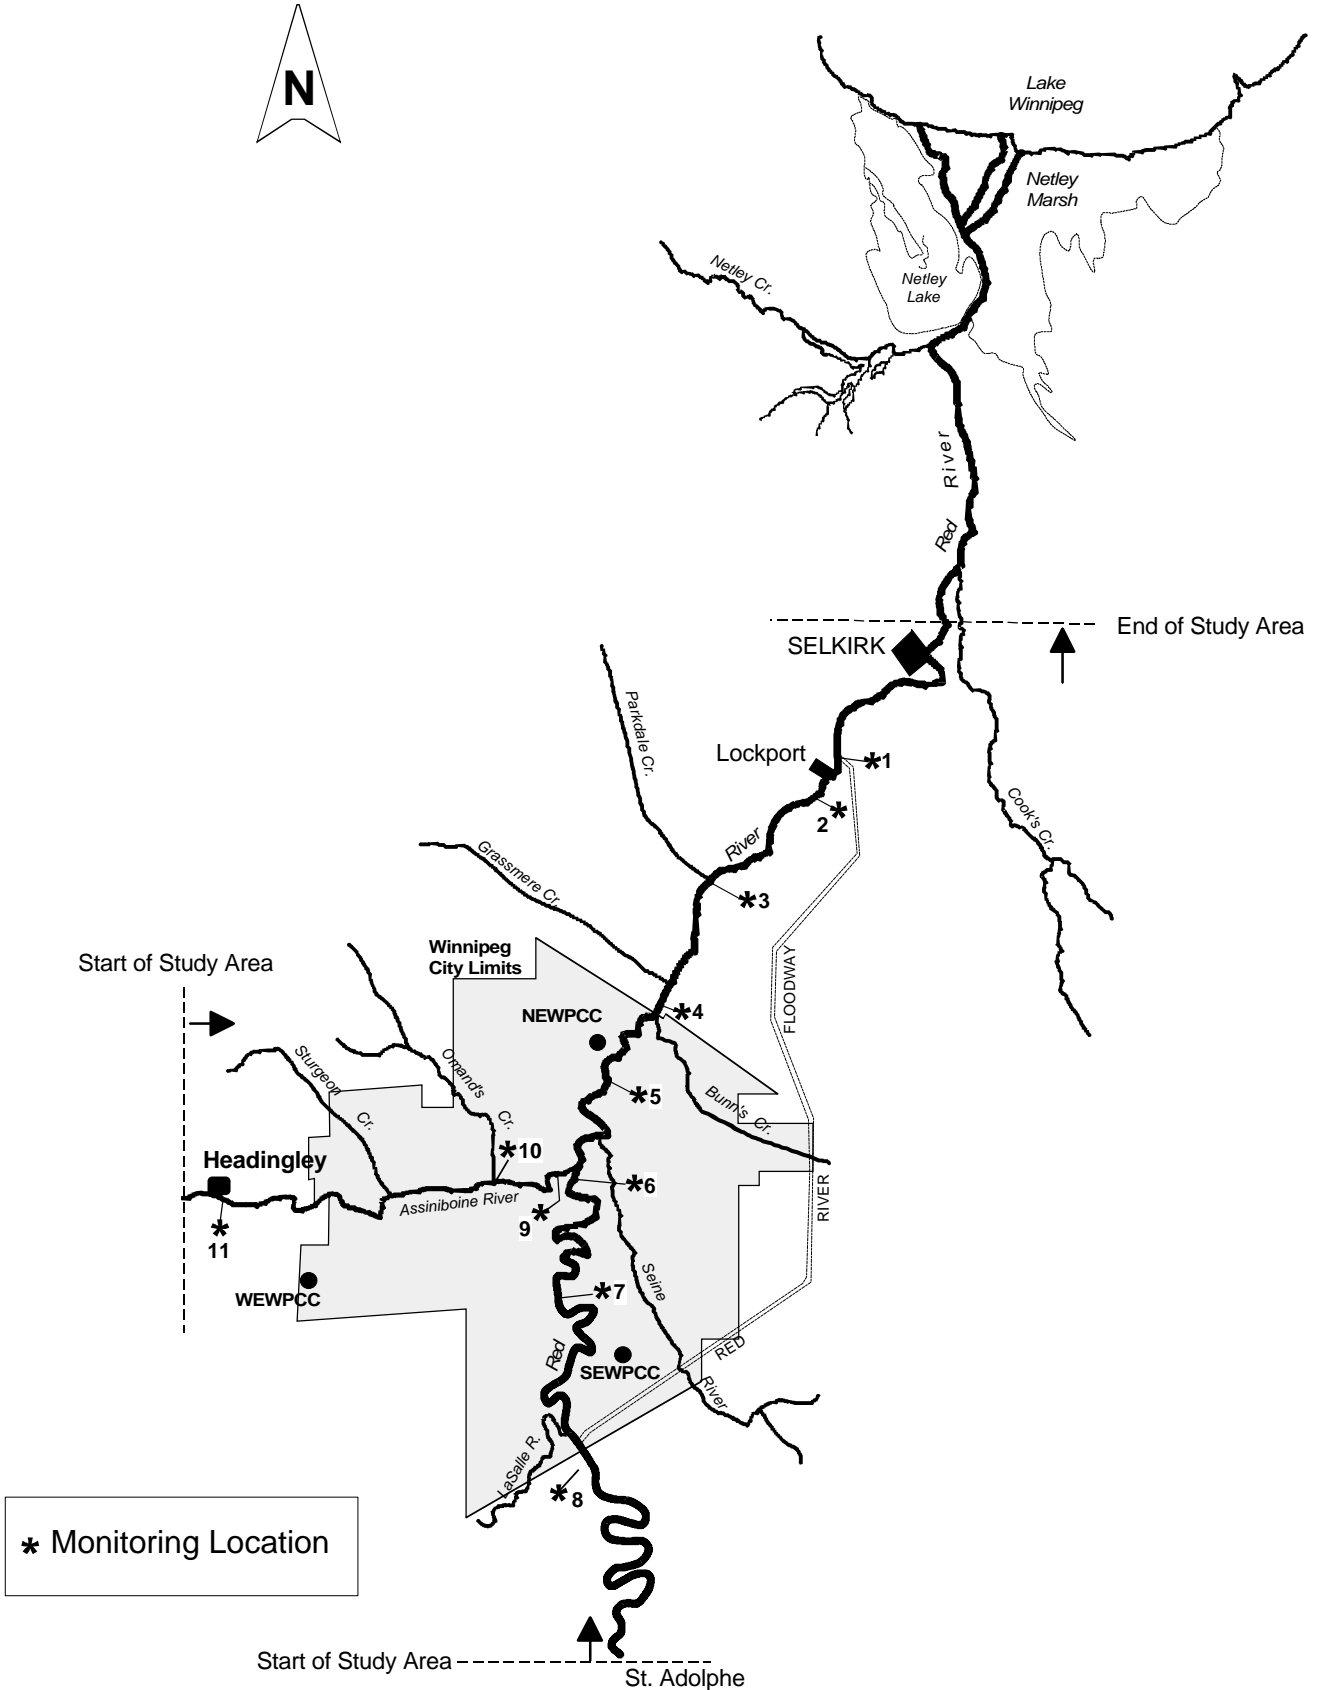 N
Lake
Winnipeg
Netley
Marsh
Netley Cr.
Netley
Lake
River
Red
End of Study Area
SELKIRK
Parkdale Cr.
Lockport
*1
*
2
Cook's Cr.
River
Grassmere Cr.
*3
Winnipeg
City Limits
Start of Study Area
FLOODWAY
*4
NEWPCC
Omand's
Cr.
Sturgeon
Cr.
*5
Bunn's Cr.
*10
Headingley
*6
Assiniboine River
RIVER
*
9
*
11
Seine
WEWPCC
*7
Red
RED
SEWPCC
River
LaSalle R.
*8
* Monitoring Location
Start of Study Area
St. Adolphe